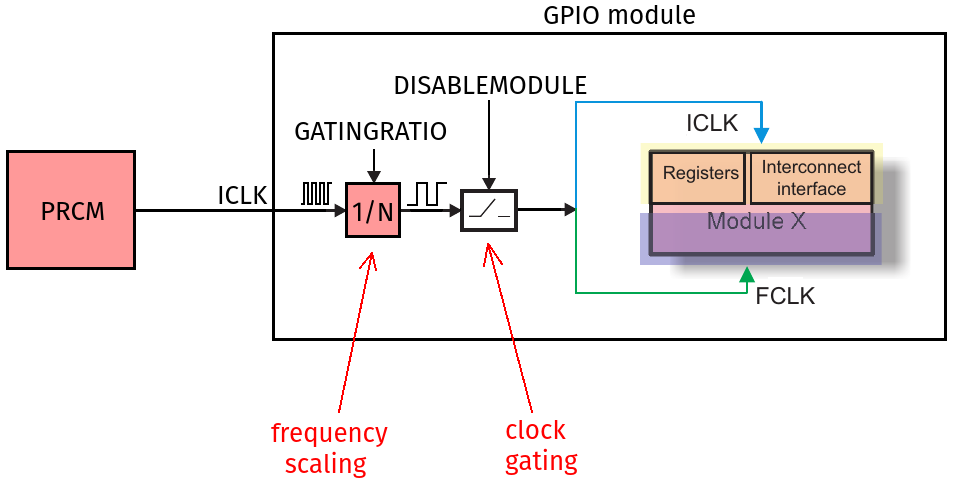 GPIO module
DISABLEMODULE
GATINGRATIO
ICLK
Registers
Interconnect
interface
PRCM
ICLK
1/N
Module X
FCLK
frequency
scaling
clock
gating